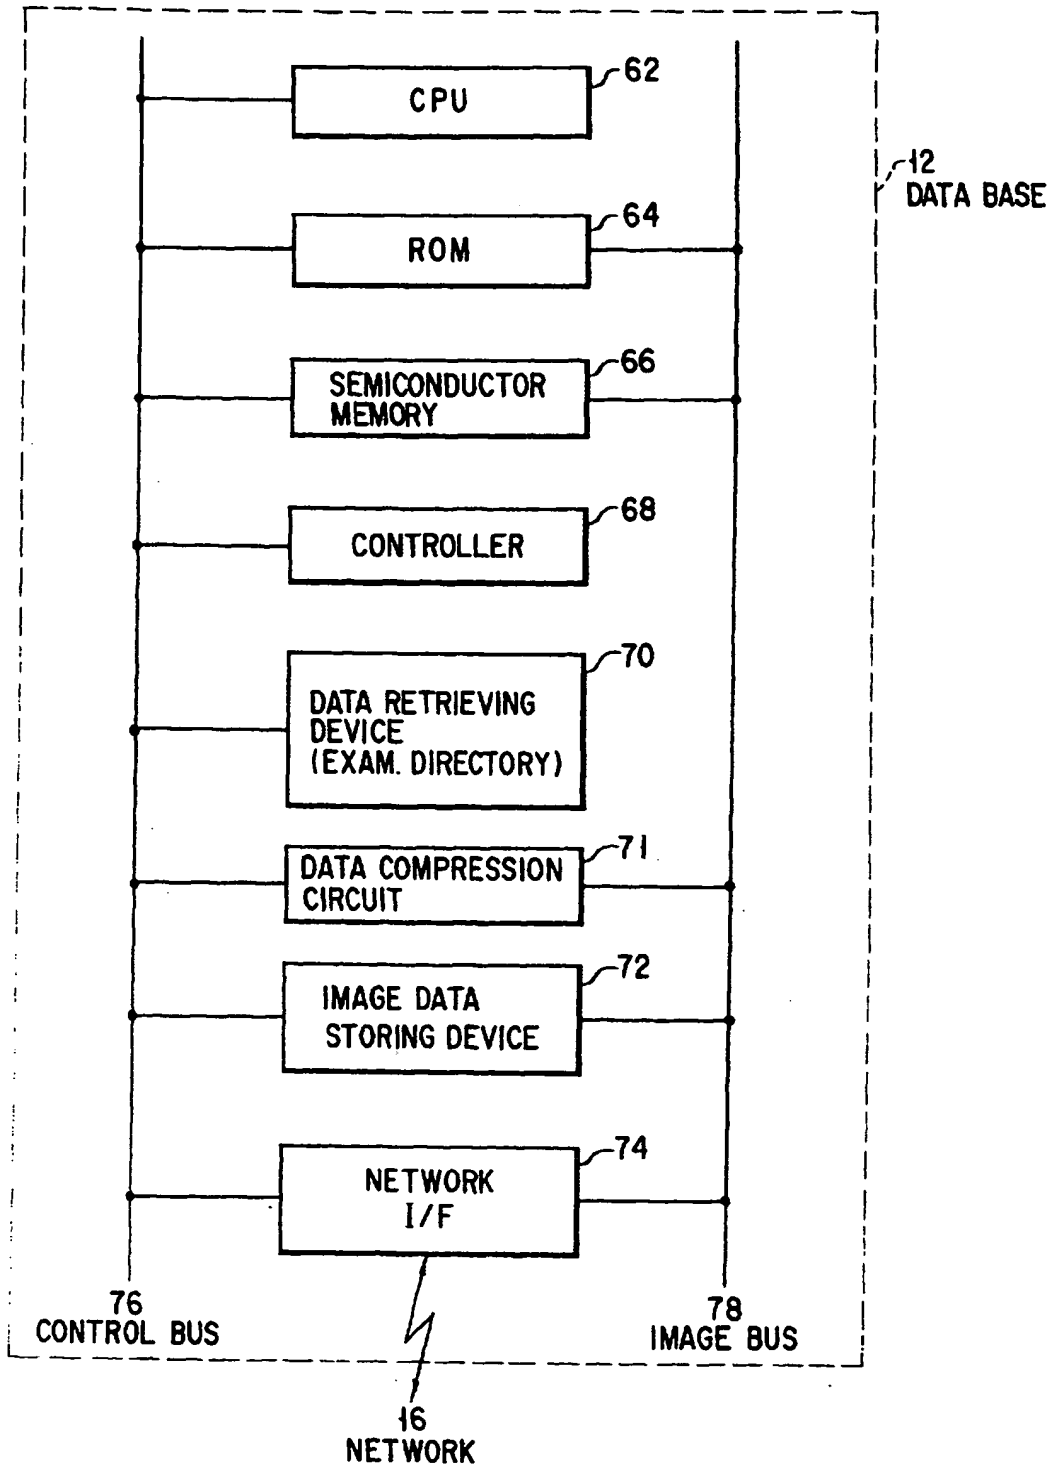 62
CPU
12
DATA BASE
64
ROM
66
SEMICONDUCTOR
MEMORY
68
CONTROLLER
70
DATA RETRIEVING
DEVICE
(EXAM. DIRECTORY)
71
DATA COMPRESSION
CIRCUIT
72
IMAGE DATA
STORING DEVICE
74
NETWORK
I/F
76
CONTROL BUS
78
IMAGE BUS
16
NETWORK